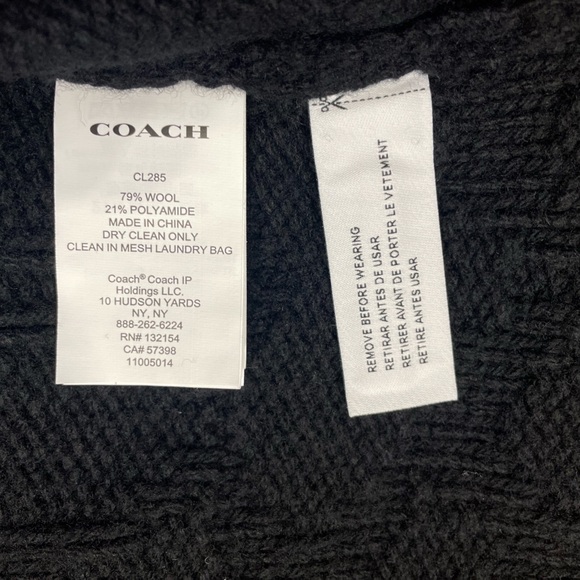 COACH
CL285
79% WOOL
21% POLYAMIDE
MADE IN CHINA
DRY CLEAN ONLY
CLEAN IN MESH LAUNDRY BAG
Coach® Coach IP
Holdings LLC.
10 HUDSON YARDS
NY, NY
888-262-6224
RN# 132154
CA# 57398
11005014
REMOVE BEFORE WEARING
RETIRAR ANTES DE USAR
RETIRER AVANT DE PORTER LE VETEMENT
RETIRE ANTES USAR